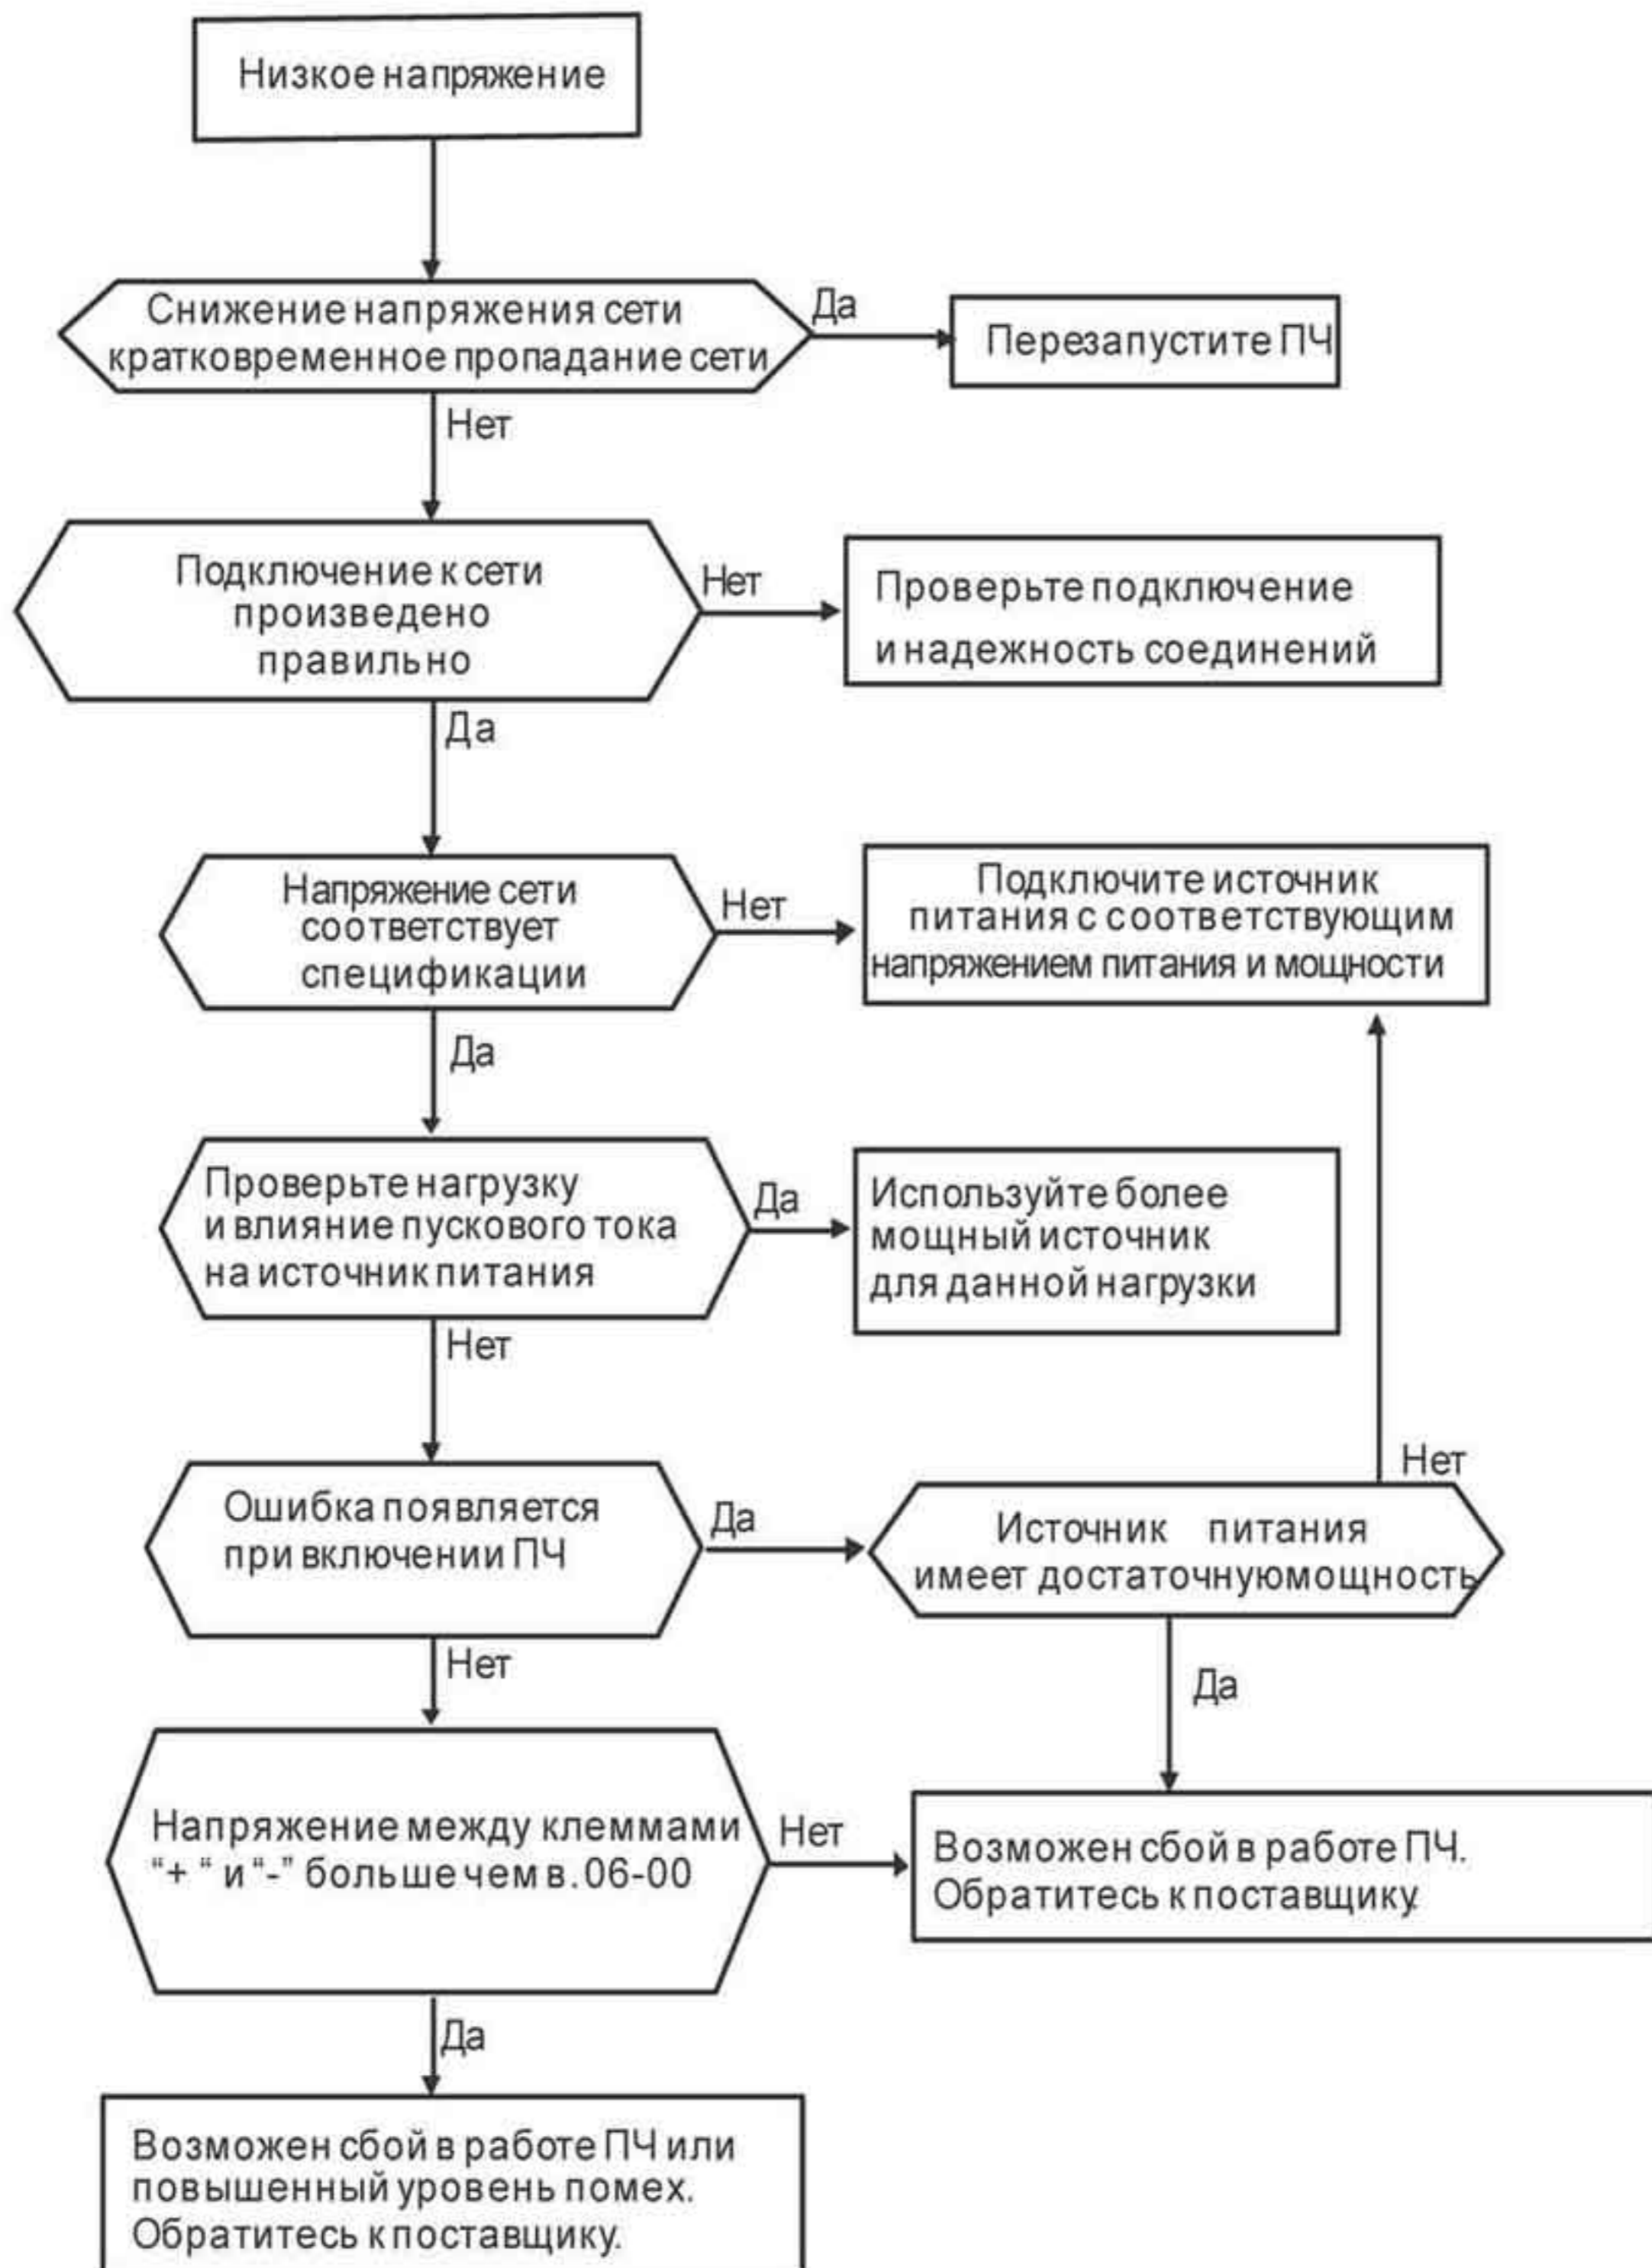 Низкое напряжение
Снижение напряжения сети
кратковременное пропадание сети
Да
Перезапустите ПЧ
Нет
Подключение к сети
произведено
правильно
Нет
Проверьте подключение
и надежность соединений
Да
Напряжение сети
соответствует
спецификации
Нет
Подключите источник
питания с соответствующим
напряжением питания и мощности
Да
Проверьте нагрузку
и влияние пускового тока
на источник питания
Да
Используйте более
мощный источник
для данной нагрузки
Нет
Ошибка появляется
при включении ПЧ
Да
Нет
Источник питания
имеет достаточнуюмощность
Нет
Да
Напряжение между клеммами
“+ “ и “-” больше чем в. 06-00
Нет
Возможен сбой в работе ПЧ.
Обратитесь к поставщику.
Да
Возможен сбой в работе ПЧ или
повышенный уровень помех.
Обратитесь к поставщику.